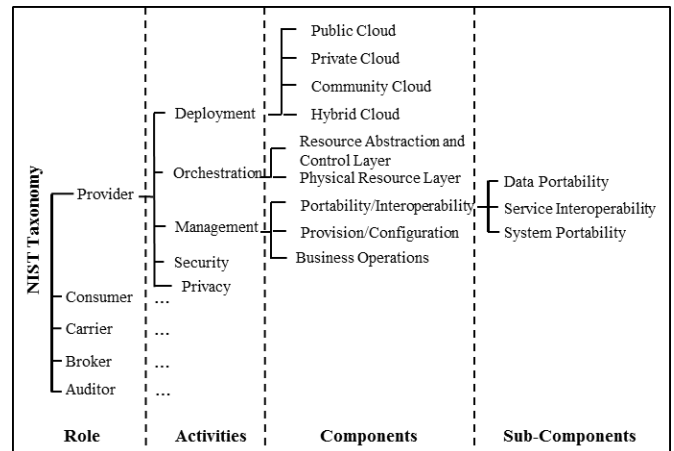 Public Cloud
Private Cloud
Community Cloud
Deployment
Hybrid Cloud
Resource Abstraction and
Control Layer
Orchestration
Physical Resource Layer
Data Portability
Provider
Portability/Interoperability
Service Interoperability
Management
Provision/Configuration
System Portability
Business Operations
Security
Privacy
NIST Taxonomy
Consumer
...
Carrier
...
Broker
...
Auditor
...
Role
Activities
Components
Sub-Components